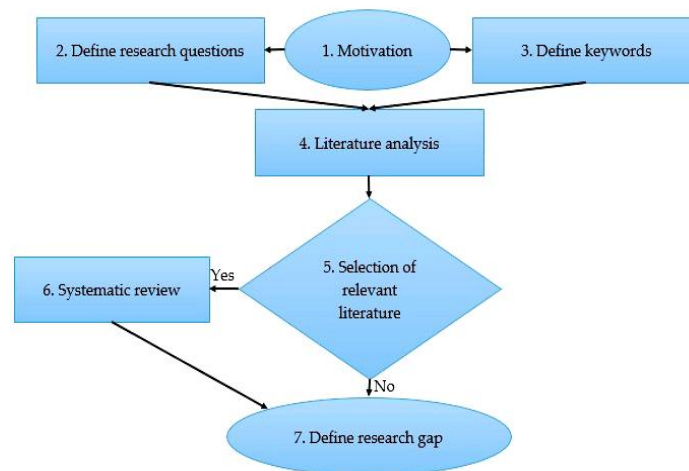 1. Motivation
2. Define research questions
3. Define keywords
4. Literature analysis
5. Selection of
relevant
literature
Yes
6. Systematic review
No
7. Define research gap